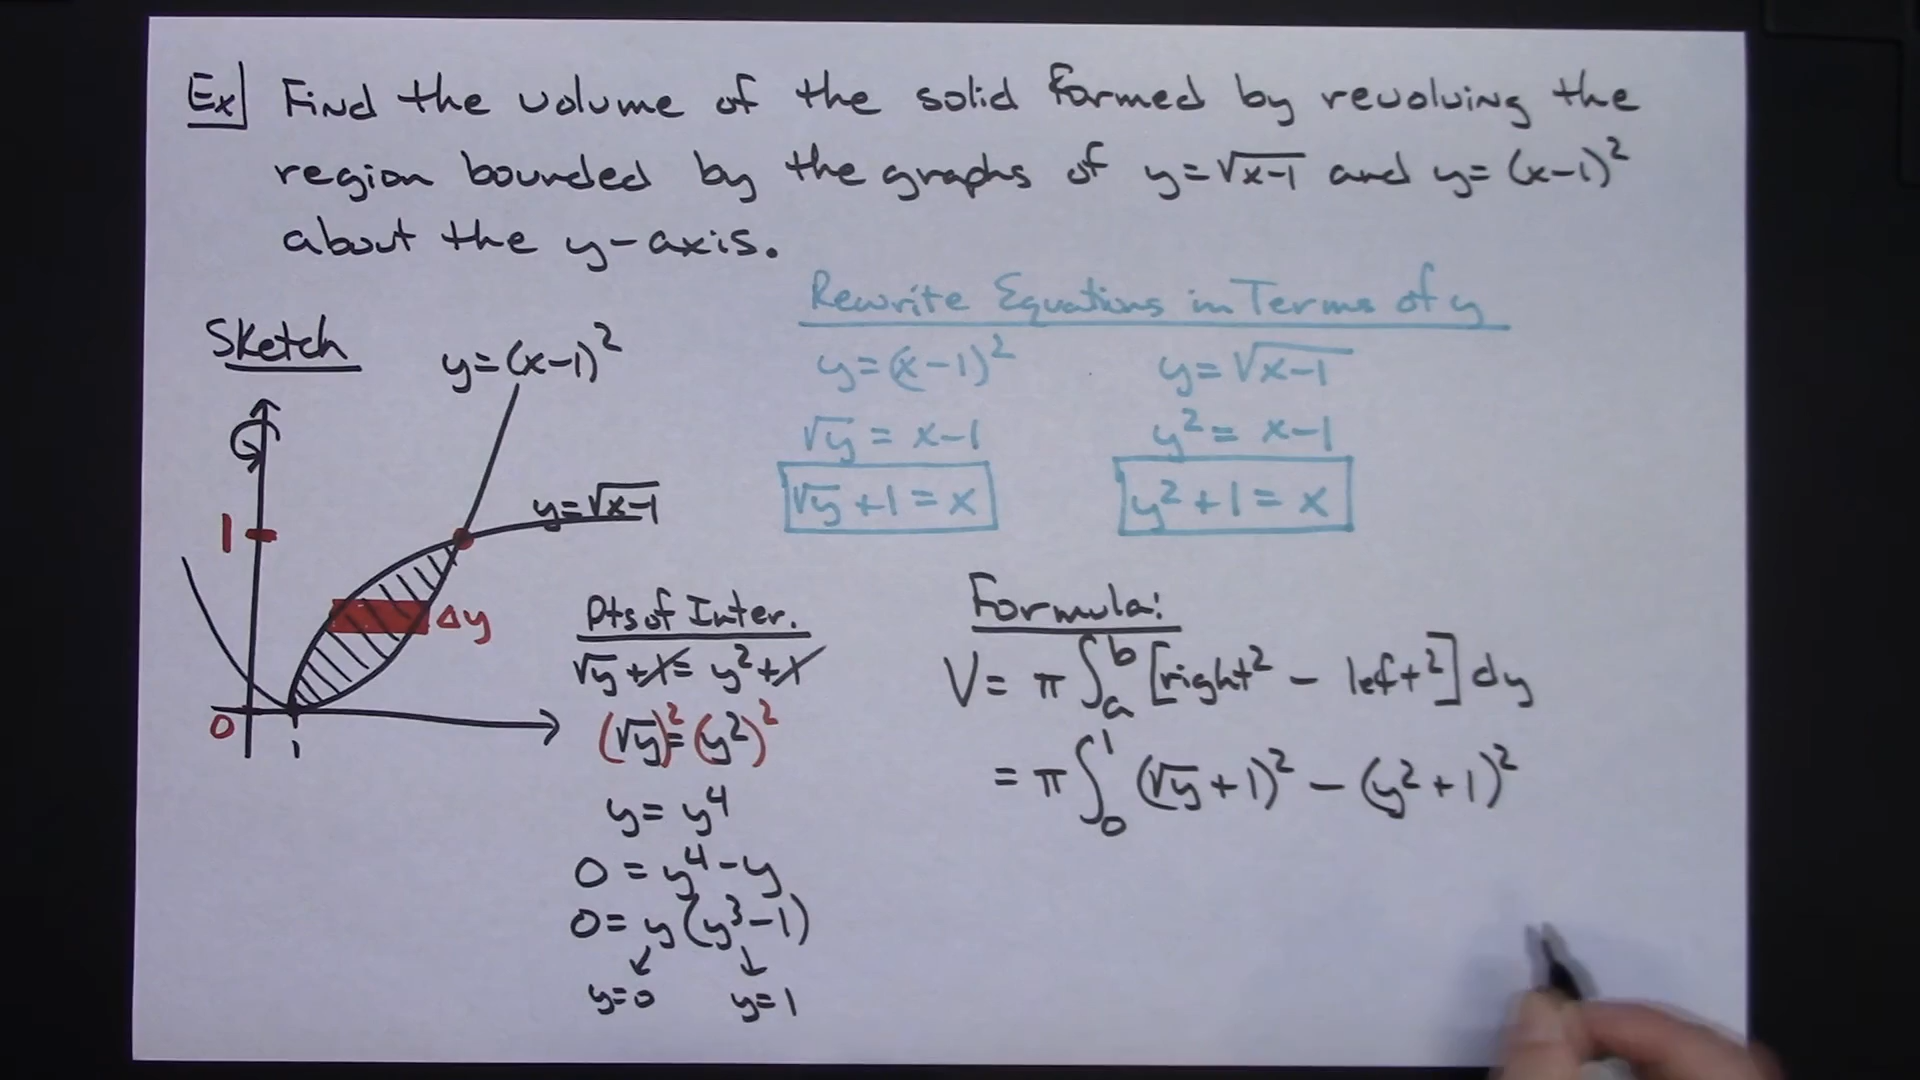 Ex Find the volume of the solid formed by revolving the
region bounded by the graphs of y=√x-1 and y=(x-1)²
about the y-axis.
Rewrite Equations in Terms of y
y=(x-1)²
√y = x-1
√y +1 = x
y=√x-1
y² = x-1
y² +1 = x
Sketch
y=(x-1)²
y=√x-1
1
Δy
0
1
Pts of Inter.
√y +1 = y² +1
(√y)² = (y²)²
y = y⁴
0 = y⁴ - y
0 = y(y³-1)
y=0 y=1
Formula:
V = π ∫ₐᵇ [right² - left²] dy
= π ∫₀¹ (√y +1)² - (y² +1)²